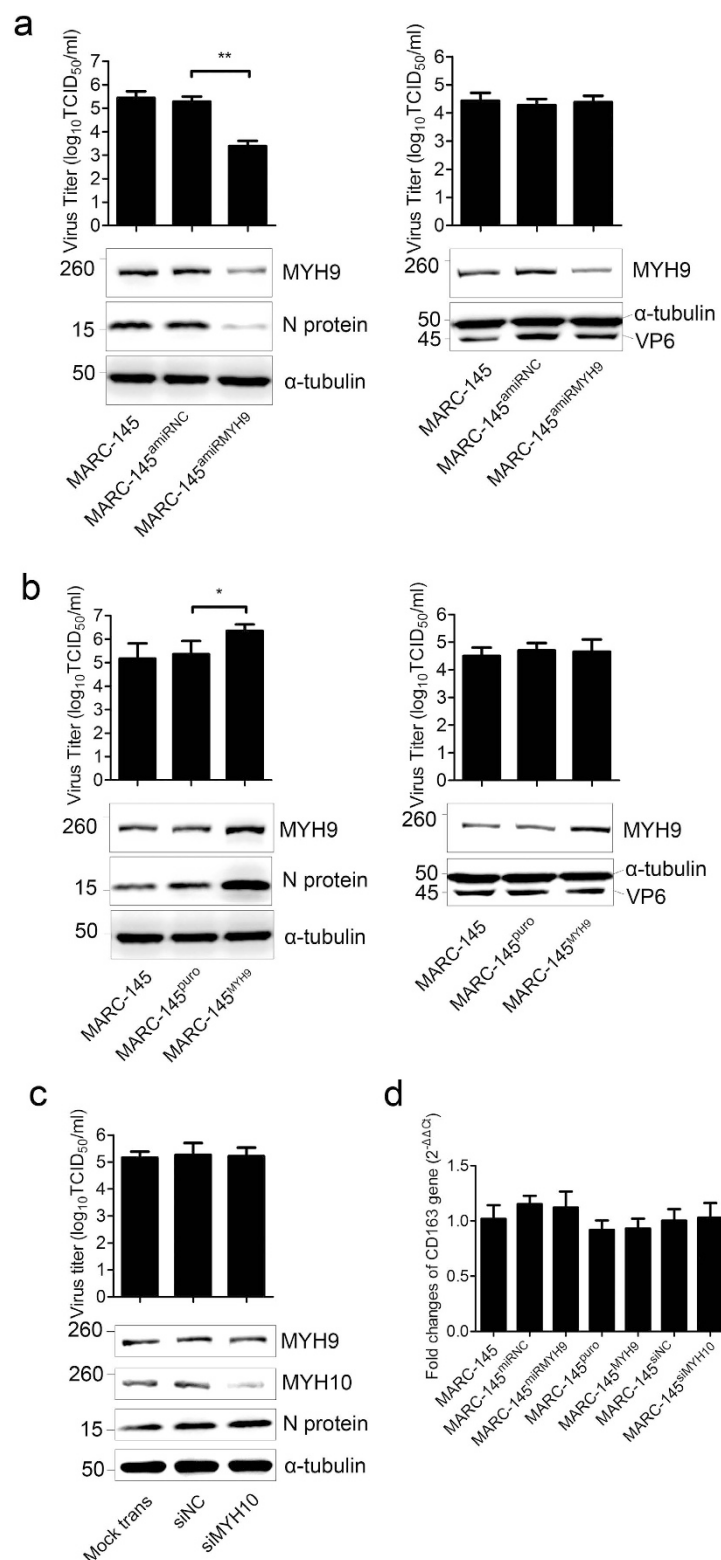 a
**
Virus Titer (log10TCID50/ml)
7
6
5
4
3
2
1
0
260
MYH9
15
N protein
50
α-tubulin
MARC-145
MARC-145amiRNC
MARC-145amiRMYH9
Virus Titer (log10TCID50/ml)
7
6
5
4
3
2
1
0
260
MYH9
50
α-tubulin
45
VP6
MARC-145
MARC-145amiRNC
MARC-145amiRMYH9
b
*
Virus Titer (log10TCID50/ml)
7
6
5
4
3
2
1
0
260
MYH9
15
N protein
50
α-tubulin
MARC-145
MARC-145puro
MARC-145MYH9
Virus Titer (log10TCID50/ml)
7
6
5
4
3
2
1
0
260
MYH9
50
α-tubulin
45
VP6
MARC-145
MARC-145puro
MARC-145MYH9
c
Virus titer (log10TCID50/ml)
7
6
5
4
3
2
1
0
260
MYH9
260
MYH10
15
N protein
50
α-tubulin
Mock trans
siNC
siMYH10
d
Fold changes of CD163 gene (2-ΔΔCt)
1.5
1.0
0.5
0.0
MARC-145
MARC-145miRNC
MARC-145miRMYH9
MARC-145puro
MARC-145MYH9
MARC-145siNC
MARC-145siMYH10